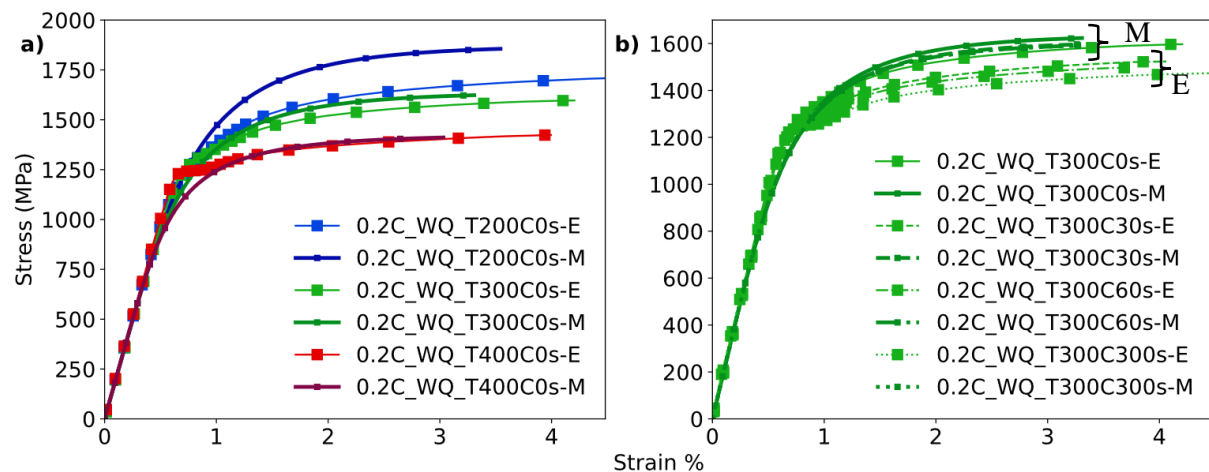 a)
Stress (MPa)
2000
1750
1500
1250
1000
750
500
250
0
0 1 2 3 4
0.2C_WQ_T200C0s-E
0.2C_WQ_T200C0s-M
0.2C_WQ_T300C0s-E
0.2C_WQ_T300C0s-M
0.2C_WQ_T400C0s-E
0.2C_WQ_T400C0s-M
b)
M
E
1600
1400
1200
1000
800
600
400
200
0
0 1 2 3 4
0.2C_WQ_T300C0s-E
0.2C_WQ_T300C0s-M
0.2C_WQ_T300C30s-E
0.2C_WQ_T300C30s-M
0.2C_WQ_T300C60s-E
0.2C_WQ_T300C60s-M
0.2C_WQ_T300C300s-E
0.2C_WQ_T300C300s-M
Strain %